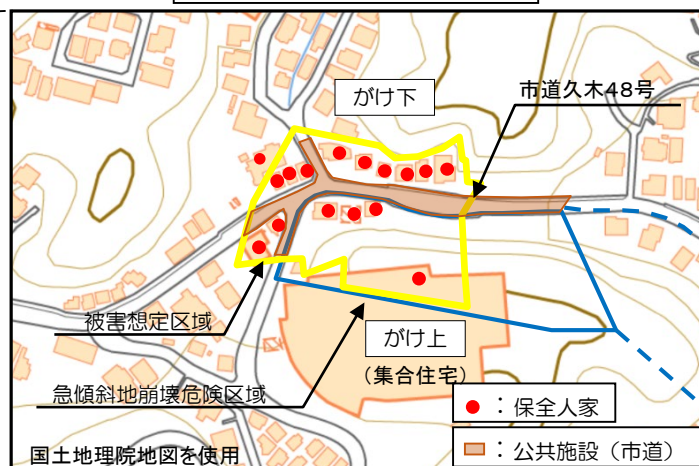 がけ下
市道久木48号
被害想定区域
がけ上
(集合住宅)
急傾斜地崩壊危険区域
：保全人家
：公共施設（市道）
国土地理院地図を使用